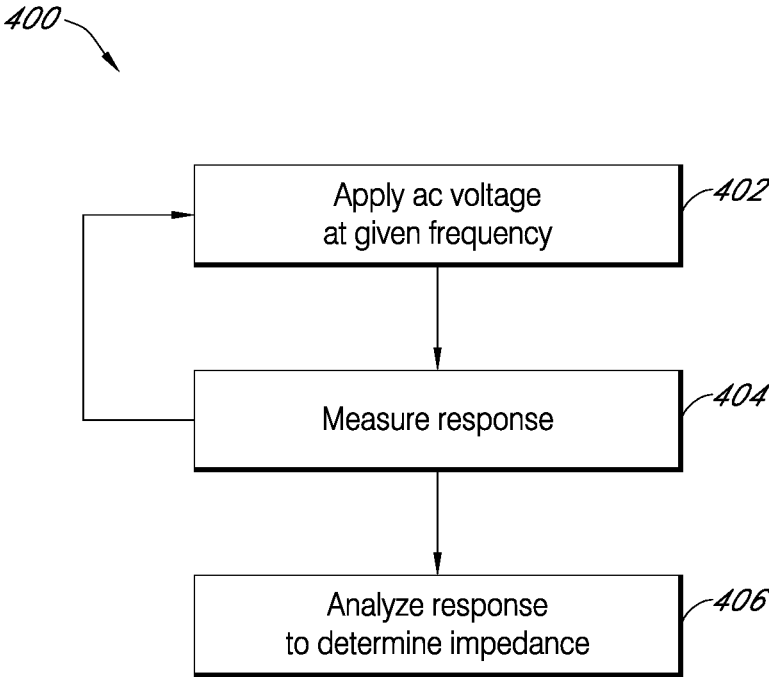 400
Apply ac voltage
at given frequency
402
Measure response
404
Analyze response
to determine impedance
406